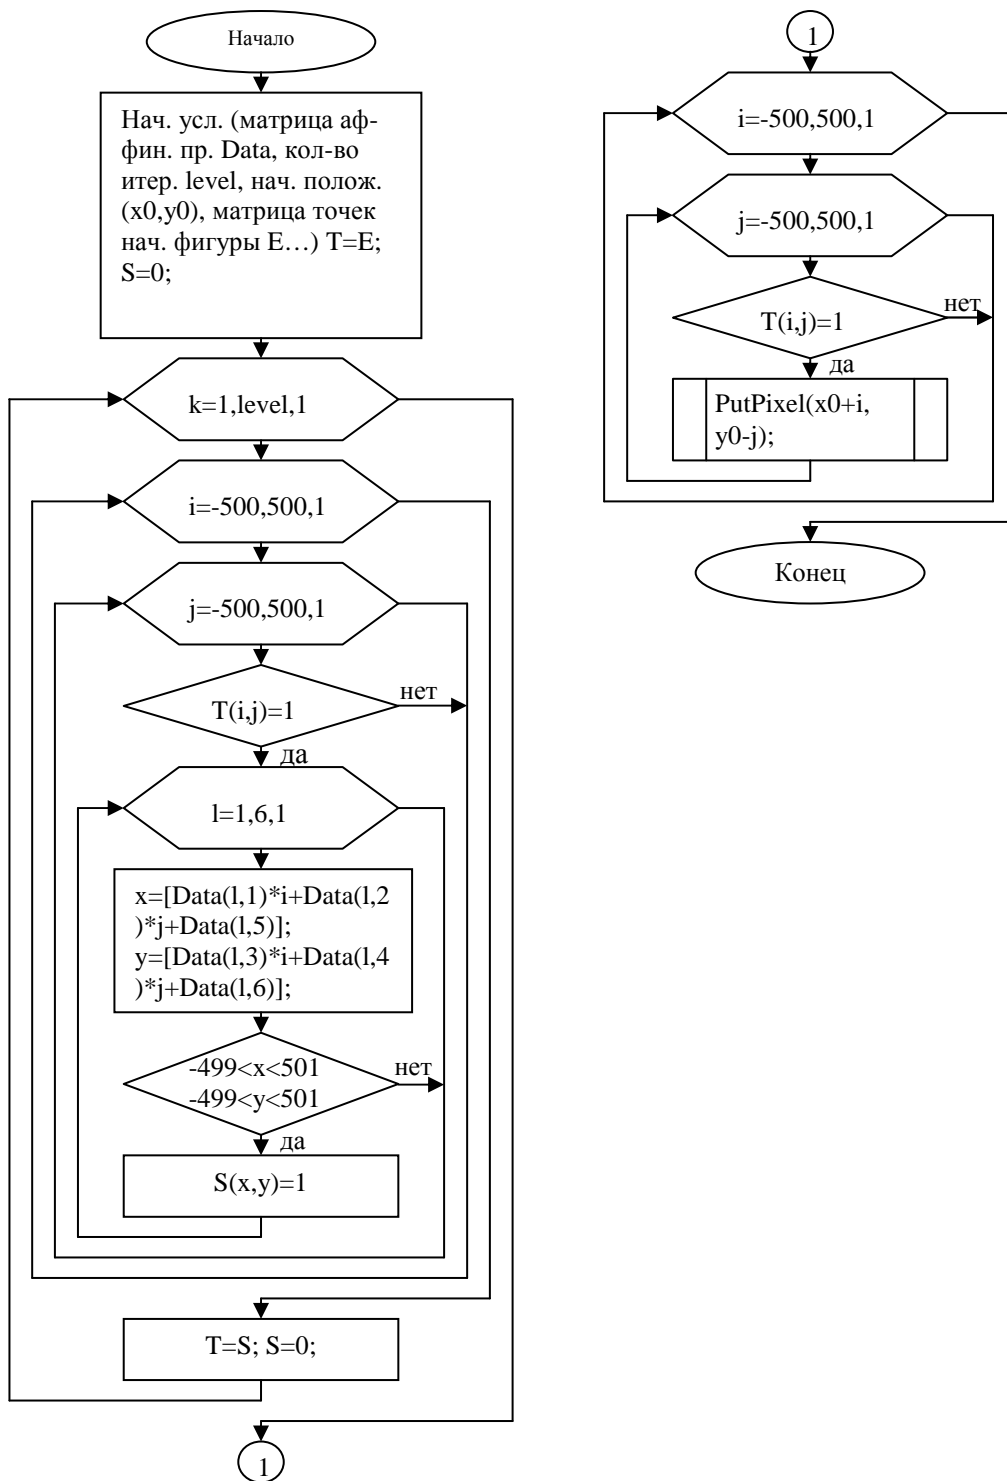 Начало
Нач. усл. (матрица аф-
фин. пр. Data, кол-во
итер. level, нач. полож.
(x0,y0), матрица точек
нач. фигуры E…) T=E;
S=0;
k=1,level,1
i=-500,500,1
j=-500,500,1
T(i,j)=1
нет
да
l=1,6,1
x=[Data(l,1)*i+Data(l,2
)*j+Data(l,5)];
y=[Data(l,3)*i+Data(l,4
)*j+Data(l,6)];
-499<x<501
-499<y<501
нет
да
S(x,y)=1
T=S; S=0;
1
1
i=-500,500,1
j=-500,500,1
T(i,j)=1
нет
да
PutPixel(x0+i,
y0-j);
Конец